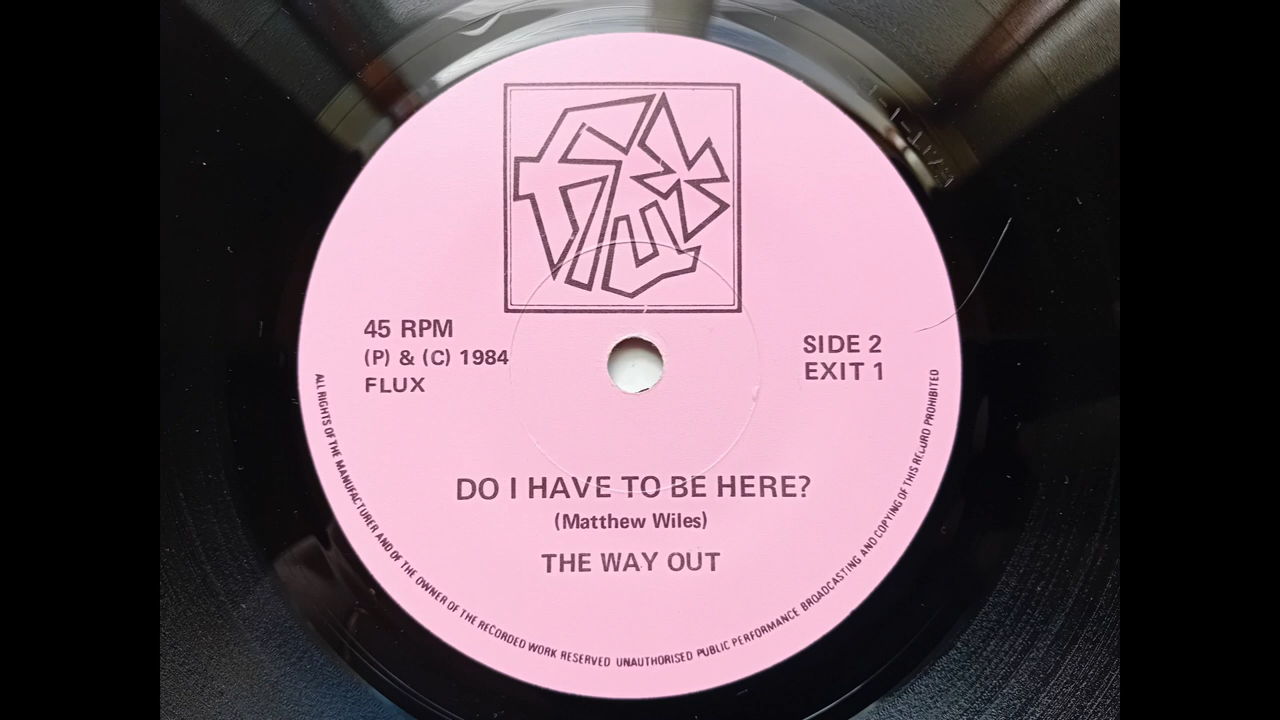 FLUX
45 RPM
(P) & (C) 1984
FLUX
SIDE 2
EXIT 1
DO I HAVE TO BE HERE?
(Matthew Wiles)
THE WAY OUT
ALL RIGHTS OF THE MANUFACTURER AND OF THE OWNER OF THE RECORDED WORK RESERVED UNAUTHORISED PUBLIC PERFORMANCE BROADCASTING AND COPYING OF THIS RECORD PROHIBITED